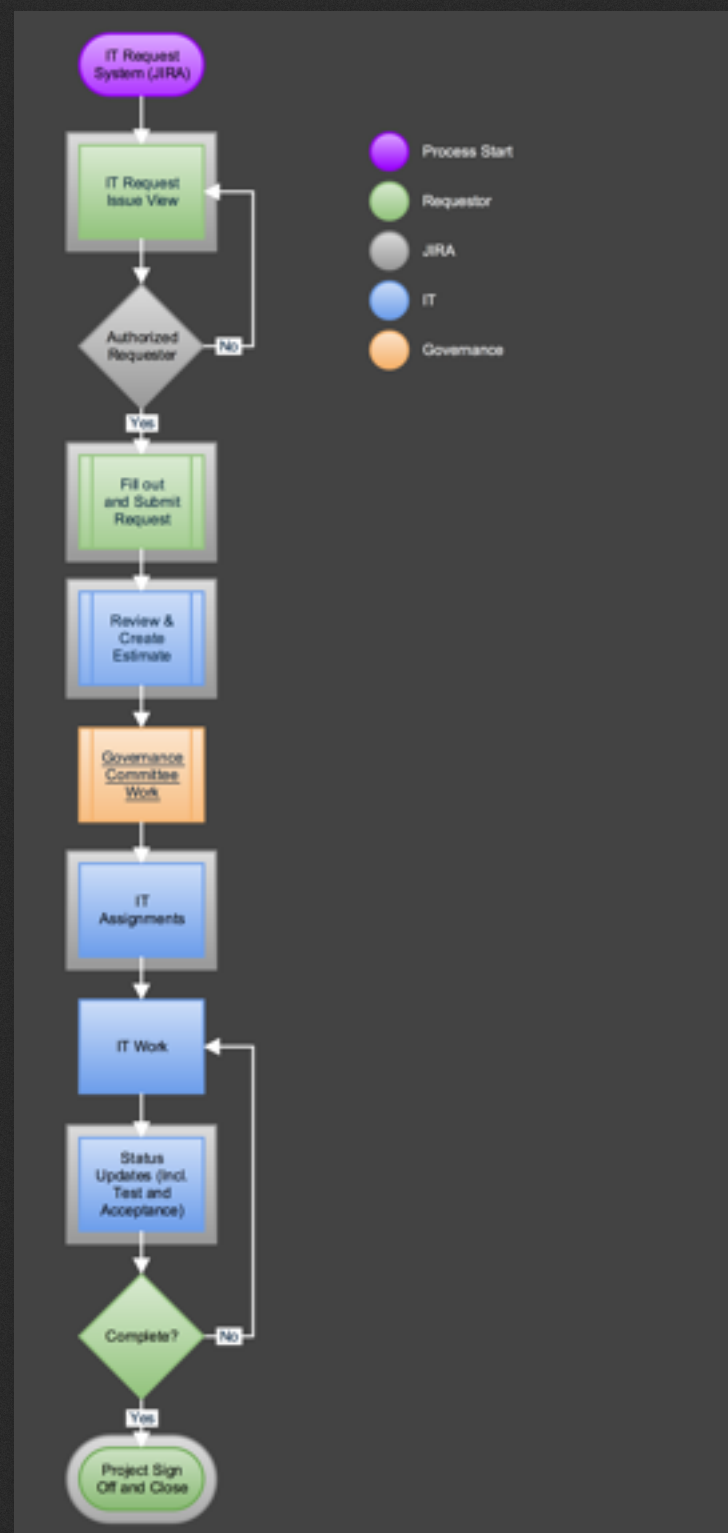 IT Request
System (JIRA)
IT Request
Issue View
Authorized
Requester
No
Yes
Fill out
and Submit
Request
Review &
Create
Estimate
Governance
Committee
Work
IT
Assignments
IT Work
Status
Updates (Incl.
Test and
Acceptance)
Complete?
No
Yes
Project Sign
Off and Close
Process Start
Requestor
JIRA
IT
Governance